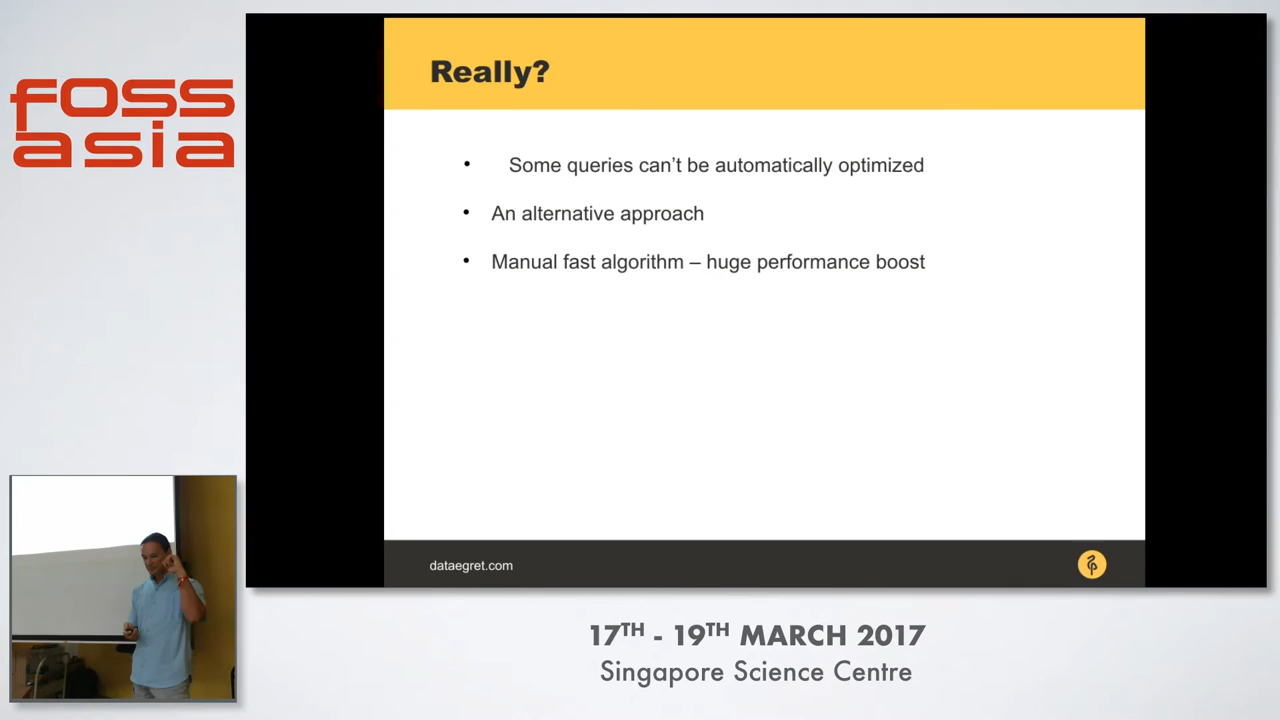 foss
asia
Really?
• Some queries can’t be automatically optimized
• An alternative approach
• Manual fast algorithm – huge performance boost
dataegret.com
17TH - 19TH MARCH 2017
Singapore Science Centre